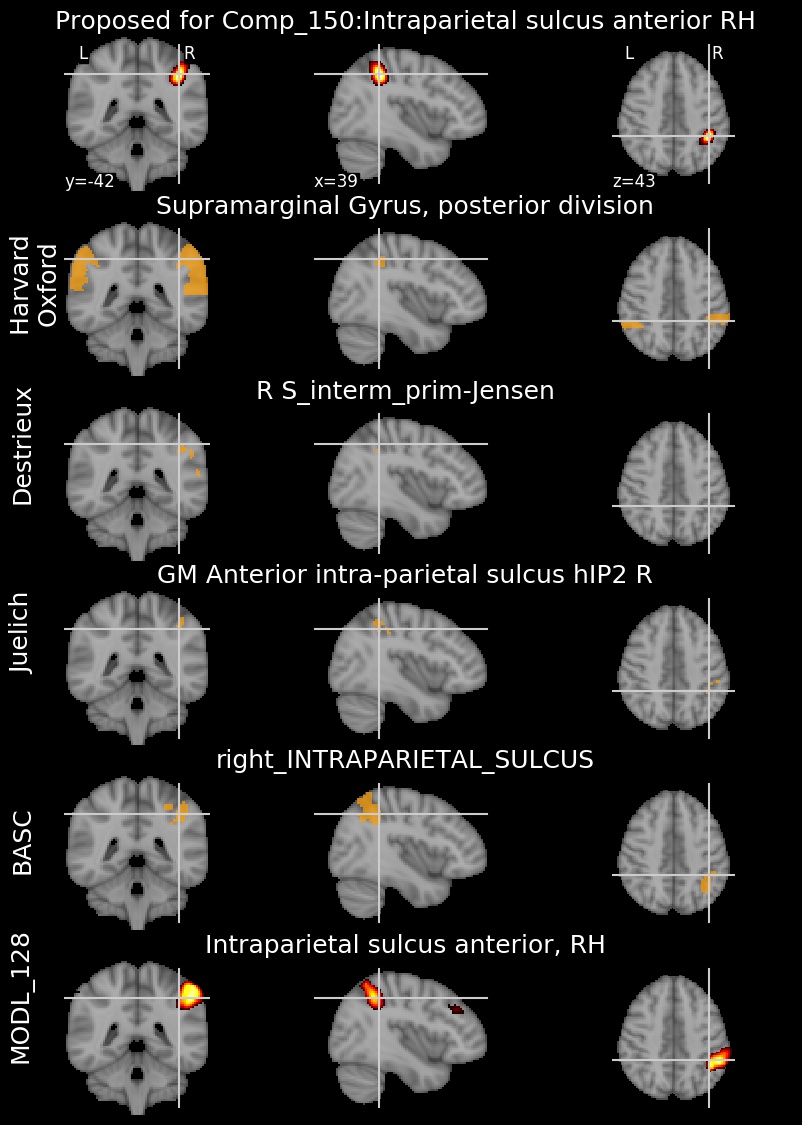 Proposed for Comp_150:Intraparietal sulcus anterior RH
L R L R
y=-42 x=39 z=43
Supramarginal Gyrus, posterior division
Harvard
Oxford
R S_interm_prim-Jensen
Destrieux
GM Anterior intra-parietal sulcus hIP2 R
Juelich
right_INTRAPARIETAL_SULCUS
BASC
Intraparietal sulcus anterior, RH
MODL_128